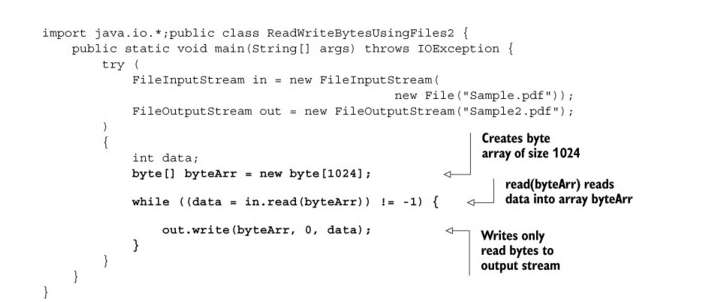 import java.io.*;public class ReadWriteBytesUsingFiles2 {
public static void main(String[] args) throws IOException {
try (
FileInputStream in = new FileInputStream(
new File("Sample.pdf"));
FileOutputStream out = new FileOutputStream("Sample2.pdf");
)
{
int data;
byte[] byteArr = new byte[1024];
Creates byte
array of size 1024
while ((data = in.read(byteArr)) != -1) {
read(byteArr) reads
data into array byteArr
out.write(byteArr, 0, data);
Writes only
read bytes to
output stream
}
}
}
}